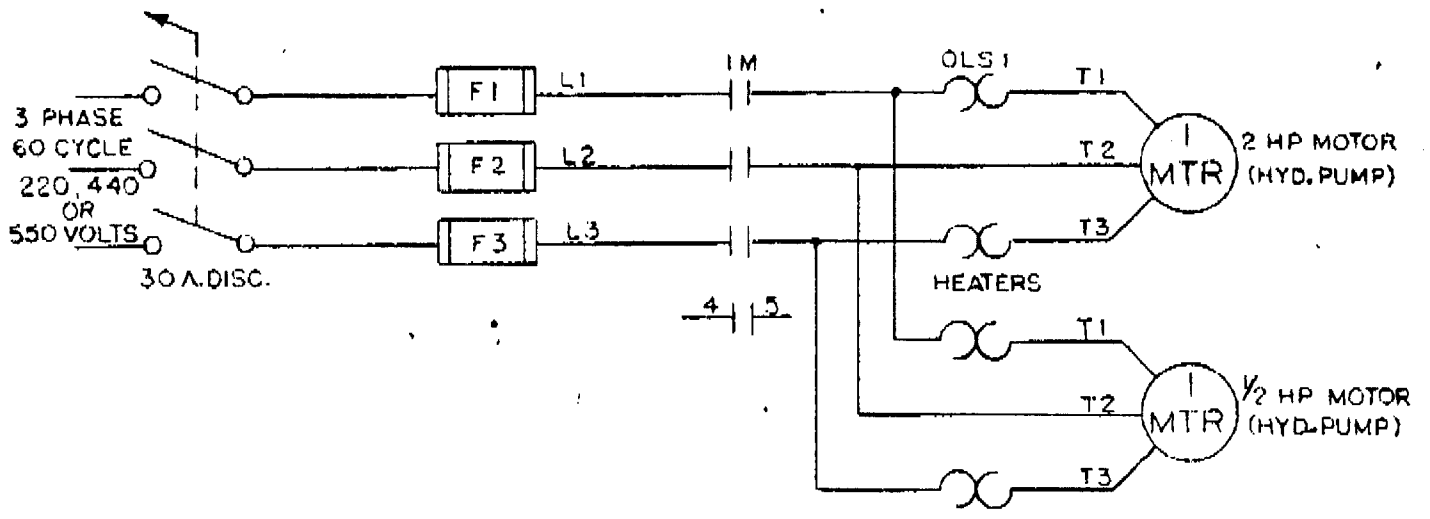 3 PHASE
60 CYCLE
220, 440
OR
550 VOLTS
30 A. DISC.
F1
F2
F3
L1
L2
L3
1M
4 5
OLS1
HEATERS
T1
T2
T3
1
MTR
2 HP MOTOR
(HYD. PUMP)
T1
T2
T3
1
MTR
1/2 HP MOTOR
(HYD. PUMP)